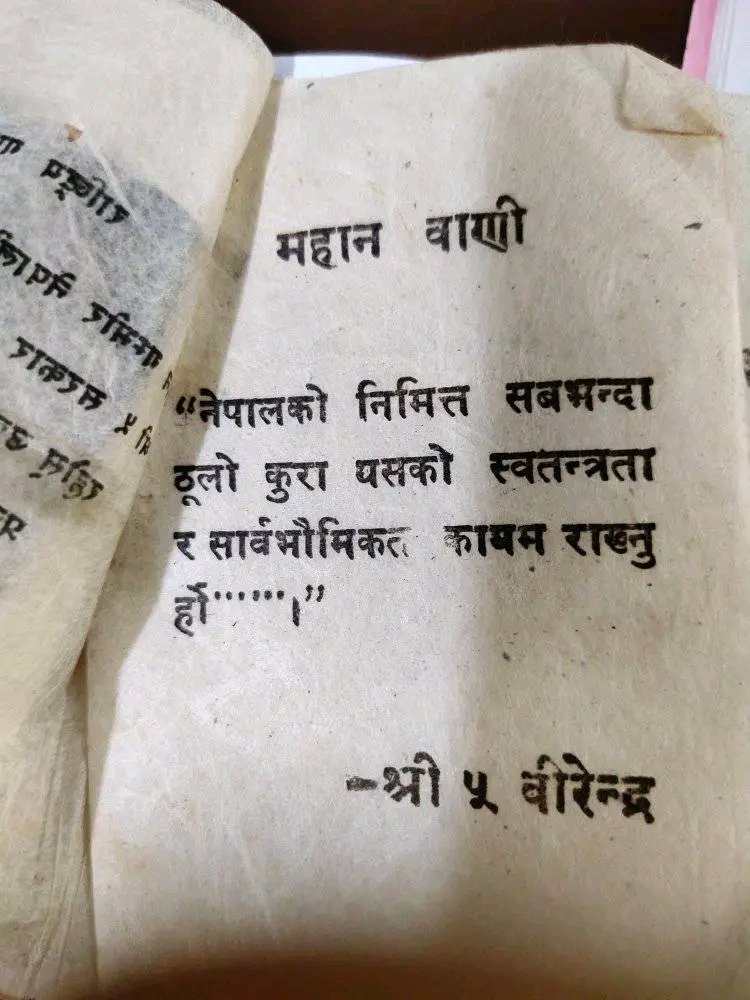 महान वाणी
“नेपालको निमित्त सबभन्दा
ठूलो कुरा यसको स्वतन्त्रता
र सार्वभौमिकता कायम राख्नु
हो.......।”
-श्री ५ वीरेन्द्र